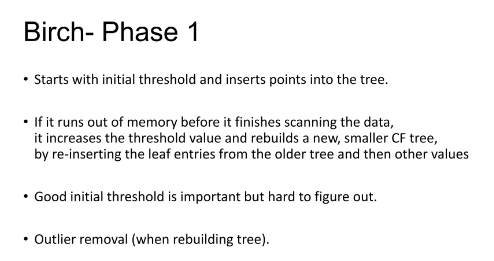 Birch- Phase 1
• Starts with initial threshold and inserts points into the tree.
• If it runs out of memory before it finishes scanning the data,
it increases the threshold value and rebuilds a new, smaller CF tree,
by re-inserting the leaf entries from the older tree and then other values
• Good initial threshold is important but hard to figure out.
• Outlier removal (when rebuilding tree).